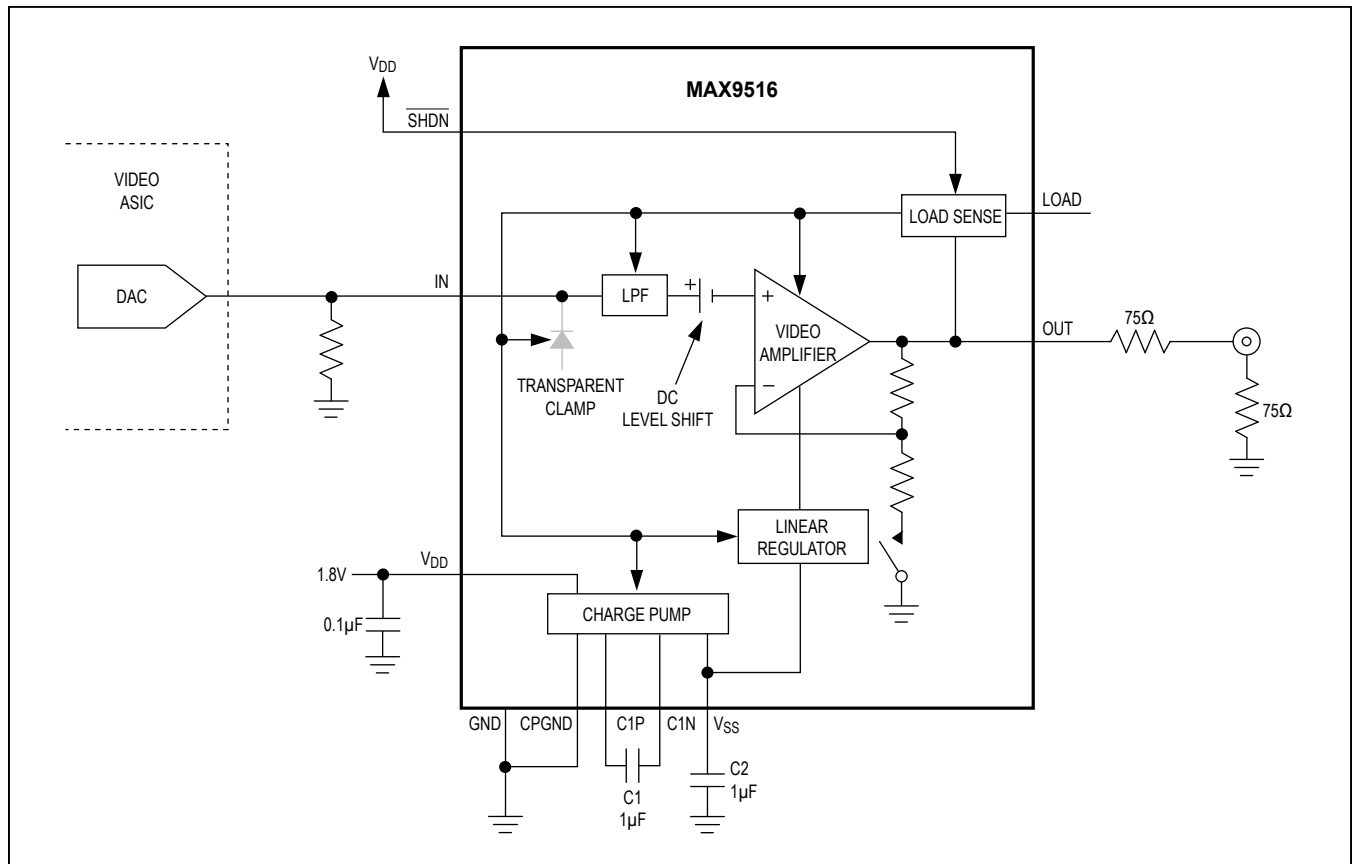 MAX9516
VDD
SHDN
VIDEO
ASIC
LOAD SENSE
LOAD
DAC
IN
LPF
+
+
−
VIDEO
AMPLIFIER
OUT
75Ω
75Ω
TRANSPARENT
CLAMP
DC
LEVEL SHIFT
LINEAR
REGULATOR
1.8V
VDD
0.1µF
CHARGE PUMP
GND
CPGND
C1P
C1N
VSS
C1
1µF
C2
1µF